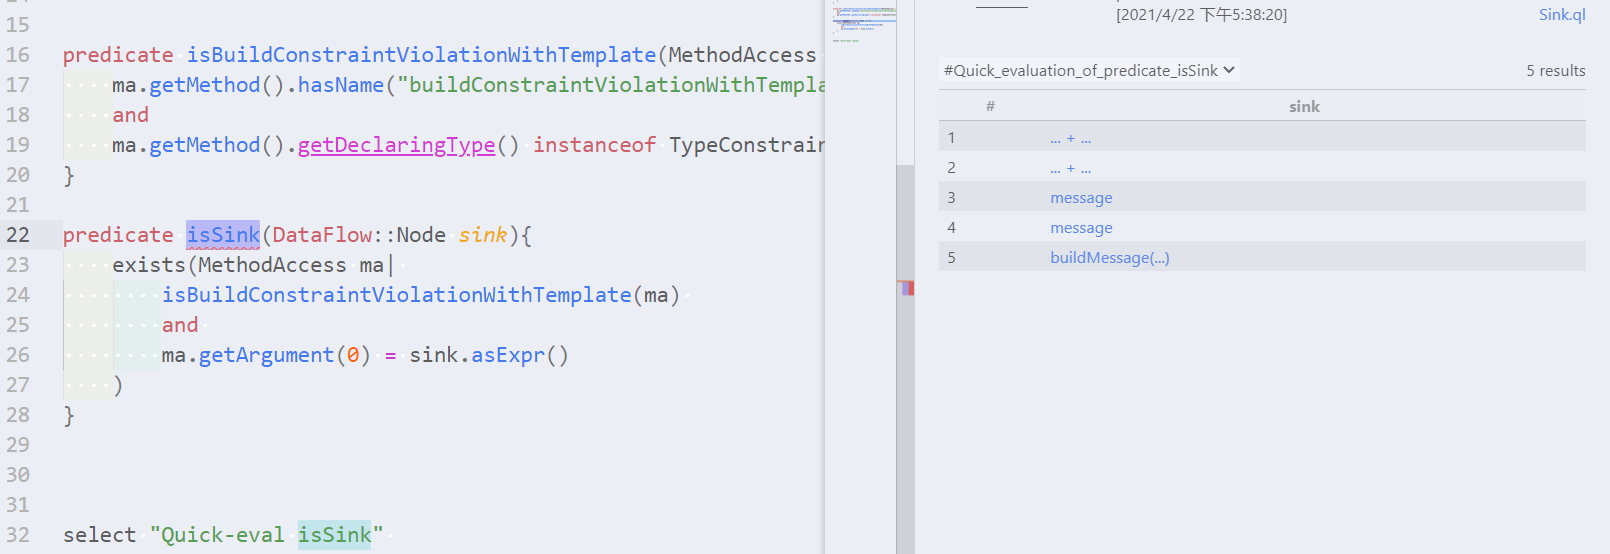 15
16 predicate isBuildConstraintViolationWithTemplate(MethodAccess
17 ma.getMethod().hasName("buildConstraintViolationWithTempla
18 and
19 ma.getMethod().getDeclaringType() instanceof TypeConstrain
20 }
21
22 predicate isSink(DataFlow::Node sink){
23 exists(MethodAccess ma|
24 isBuildConstraintViolationWithTemplate(ma)
25 and
26 ma.getArgument(0) = sink.asExpr()
27 )
28 }
29
30
31
32 select "Quick-eval isSink"
[2021/4/22 下午5:38:20] Sink.ql
#Quick_evaluation_of_predicate_isSink 5 results
# sink
1 ... + ...
2 ... + ...
3 message
4 message
5 buildMessage(...)